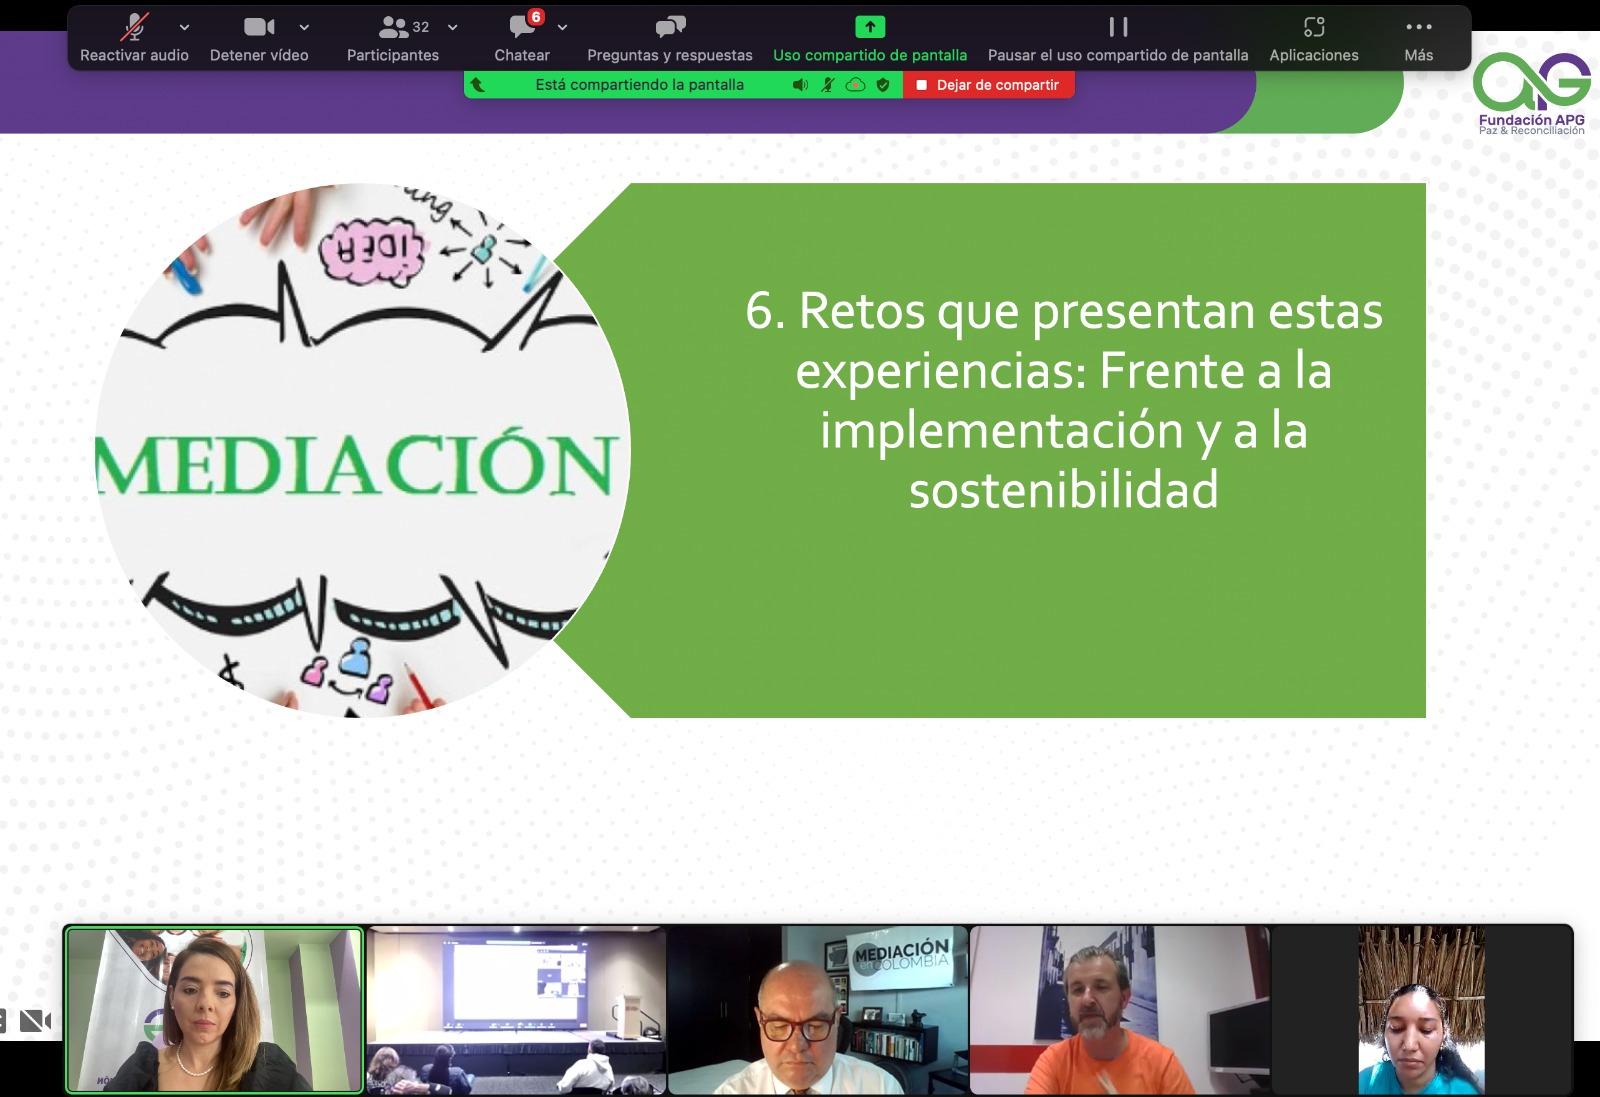 6
32
Reactivar audio
Detener vídeo
Participantes
Chatear
Preguntas y respuestas
Uso compartido de pantalla
Pausar el uso compartido de pantalla
Aplicaciones
Más
Está compartiendo la pantalla
Dejar de compartir
Fundación APG
Paz & Reconciliación
IDEA
MEDIACIÓN
6. Retos que presentan estas
experiencias: Frente a la
implementación y a la
sostenibilidad
MEDIACIÓN
en COLOMBIA